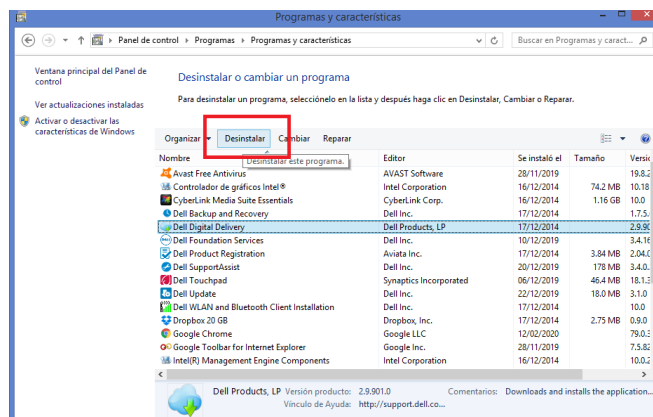 Programas y características
Panel de control Programas Programas y características
Buscar en Programas y caract...
Ventana principal del Panel de control
Ver actualizaciones instaladas
Activar o desactivar las características de Windows
Desinstalar o cambiar un programa
Para desinstalar un programa, selecciónelo en la lista y después haga clic en Desinstalar, Cambiar o Reparar.
Organizar Desinstalar Cambiar Reparar
Desinstalar este programa.
Nombre Editor Se instaló el Tamaño
Avast Free Antivirus AVAST Software 28/11/2019 19.8.2
Controlador de gráficos Intel® Intel Corporation 16/12/2014 74.2 MB 10.18
CyberLink Media Suite Essentials CyberLink Corp. 16/12/2014 1.16 GB 10.0
Dell Backup and Recovery Dell Inc. 17/12/2014 1.7.5.
Dell Digital Delivery Dell Products, LP 17/12/2014 2.9.90
Dell Foundation Services Dell Inc. 10/12/2019 3.4.16
Dell Product Registration Aviata Inc. 17/12/2014 3.84 MB 2.04.0
Dell SupportAssist Dell Inc. 20/12/2019 178 MB 3.4.0.
Dell Touchpad Synaptics Incorporated 06/12/2019 46.4 MB 18.1.3
Dell Update Dell Inc. 22/12/2019 18.0 MB 3.1.0
Dell WLAN and Bluetooth Client Installation Dell Inc. 17/12/2014 10.0
Dropbox 20 GB Dropbox, Inc. 17/12/2014 2.75 MB 0.9.0
Google Chrome Google LLC 12/02/2020 79.0.3
Google Toolbar for Internet Explorer Google Inc. 28/11/2019 7.5.82
Intel(R) Management Engine Components Intel Corporation 16/12/2014 10.0.2
Dell Products, LP Versión producto: 2.9.901.0 Comentarios: Downloads and installs the application...
Vínculo de Ayuda: http://support.dell.co...